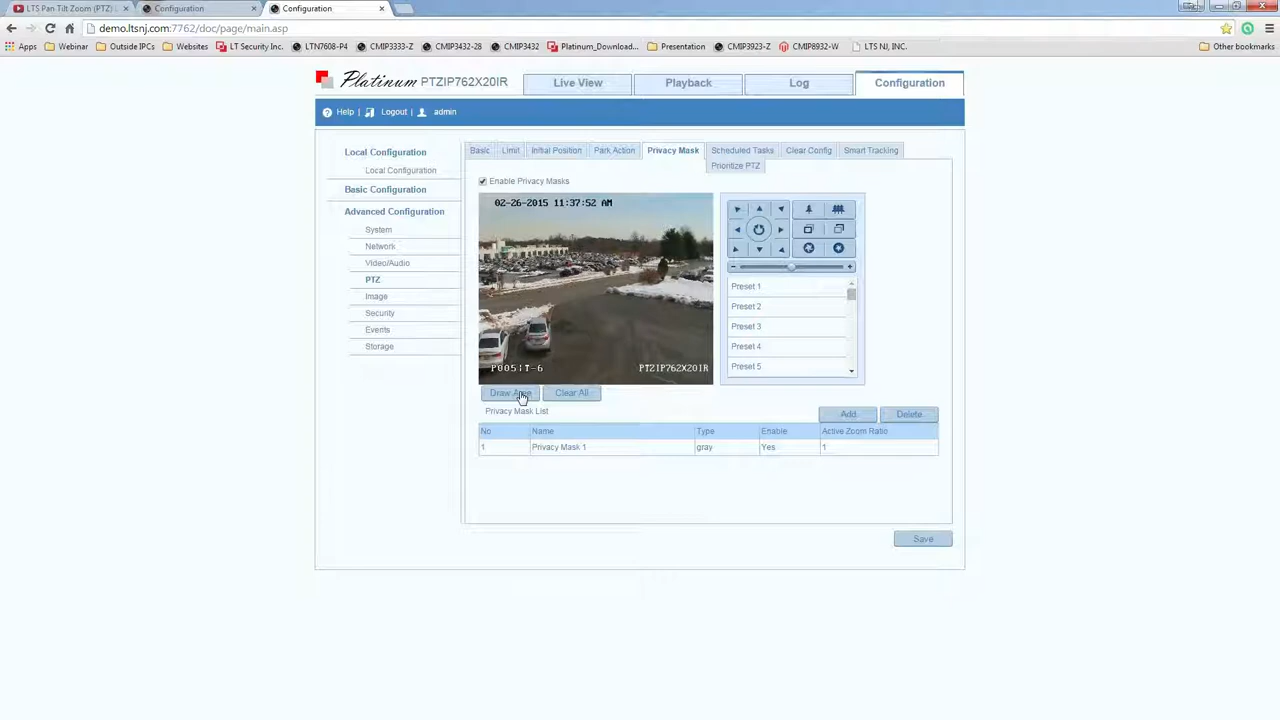 LTS Pan Tilt Zoom (PTZ)
Configuration
Configuration
demo.ltsnj.com:7762/doc/page/main.asp
Apps
Webinar
Outside IPCs
Websites
LT Security Inc.
LTN7608-P4
CMIP3333-Z
CMIP3432-28
CMIP3432
Platinum_Download...
Presentation
CMIP3923-Z
CMIP8932-W
LTS NJ, INC.
Other bookmarks
Platinum PTZIP762X20IR
Live View
Playback
Log
Configuration
Help
Logout
admin
Local Configuration
Local Configuration
Basic Configuration
Advanced Configuration
System
Network
Video/Audio
PTZ
Image
Security
Events
Storage
Basic
Limit
Initial Position
Park Action
Privacy Mask
Scheduled Tasks
Clear Config
Smart Tracking
Prioritize PTZ
Enable Privacy Masks
02-26-2015 11:37:52 AM
PTZIP762X20IR
Preset 1
Preset 2
Preset 3
Preset 4
Preset 5
Draw Area
Clear All
Privacy Mask List
Add
Delete
No Name Type Enable Active Zoom Ratio
1 Privacy Mask 1 gray Yes 1
Save